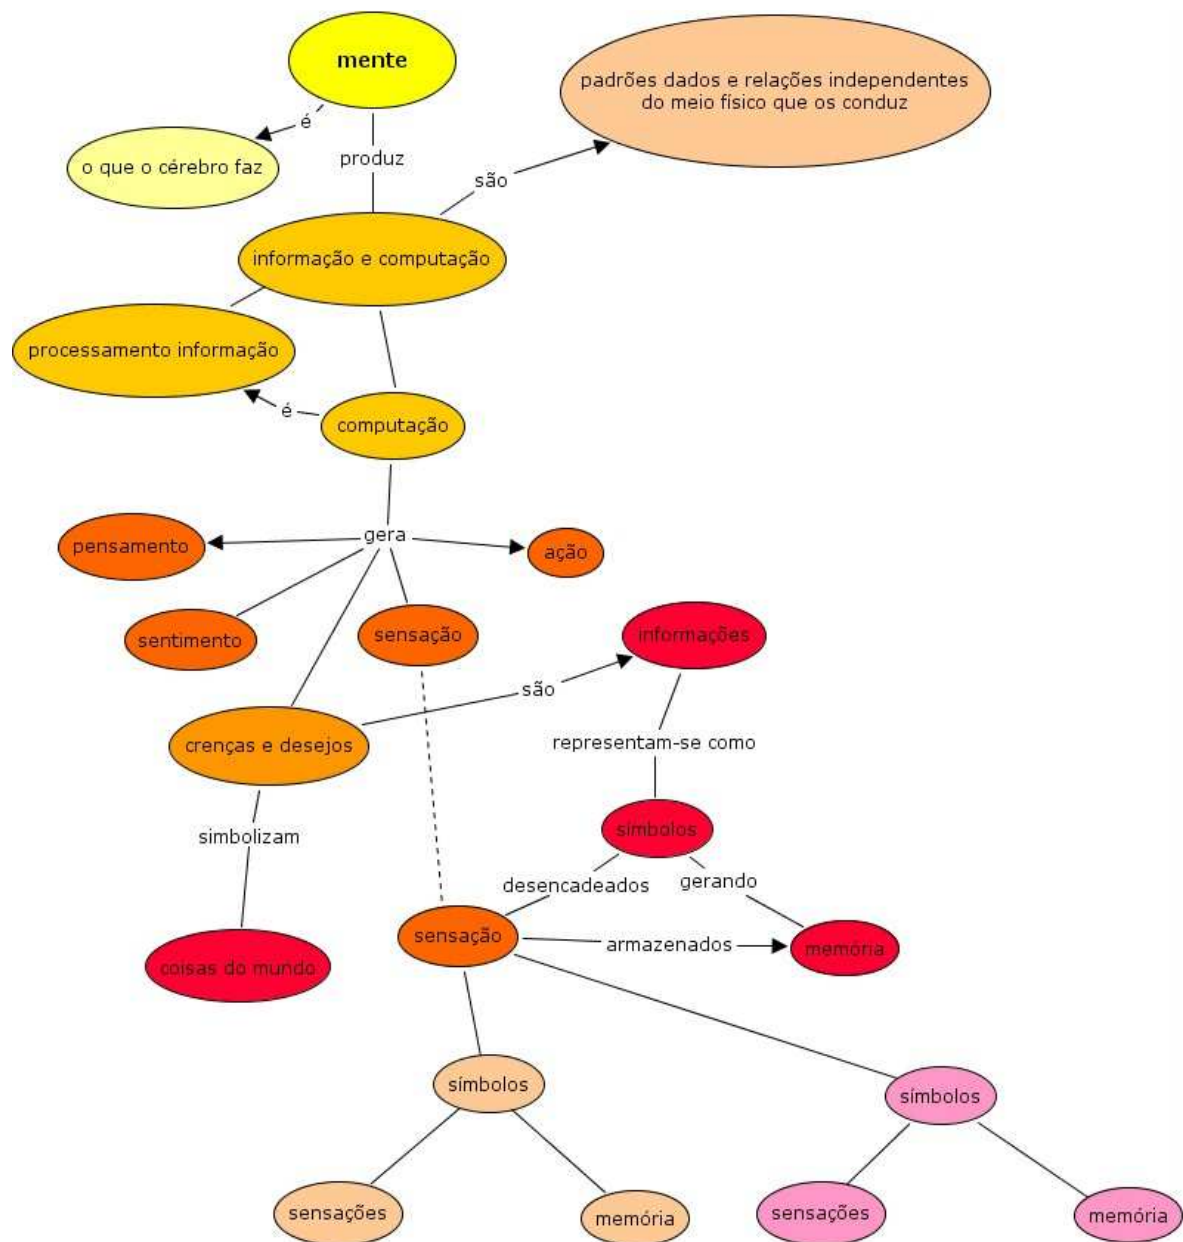 mente
padrões dados e relações independentes
do meio físico que os conduz
é
o que o cérebro faz
produz
são
informação e computação
processamento informação
é
computação
gera
pensamento
ação
sentimento
sensação
informações
são
crenças e desejos
representam-se como
simbolizam
símbolos
desencadeados
gerando
sensação
armazenados
memória
coisas do mundo
símbolos
símbolos
sensações
memória
sensações
memória